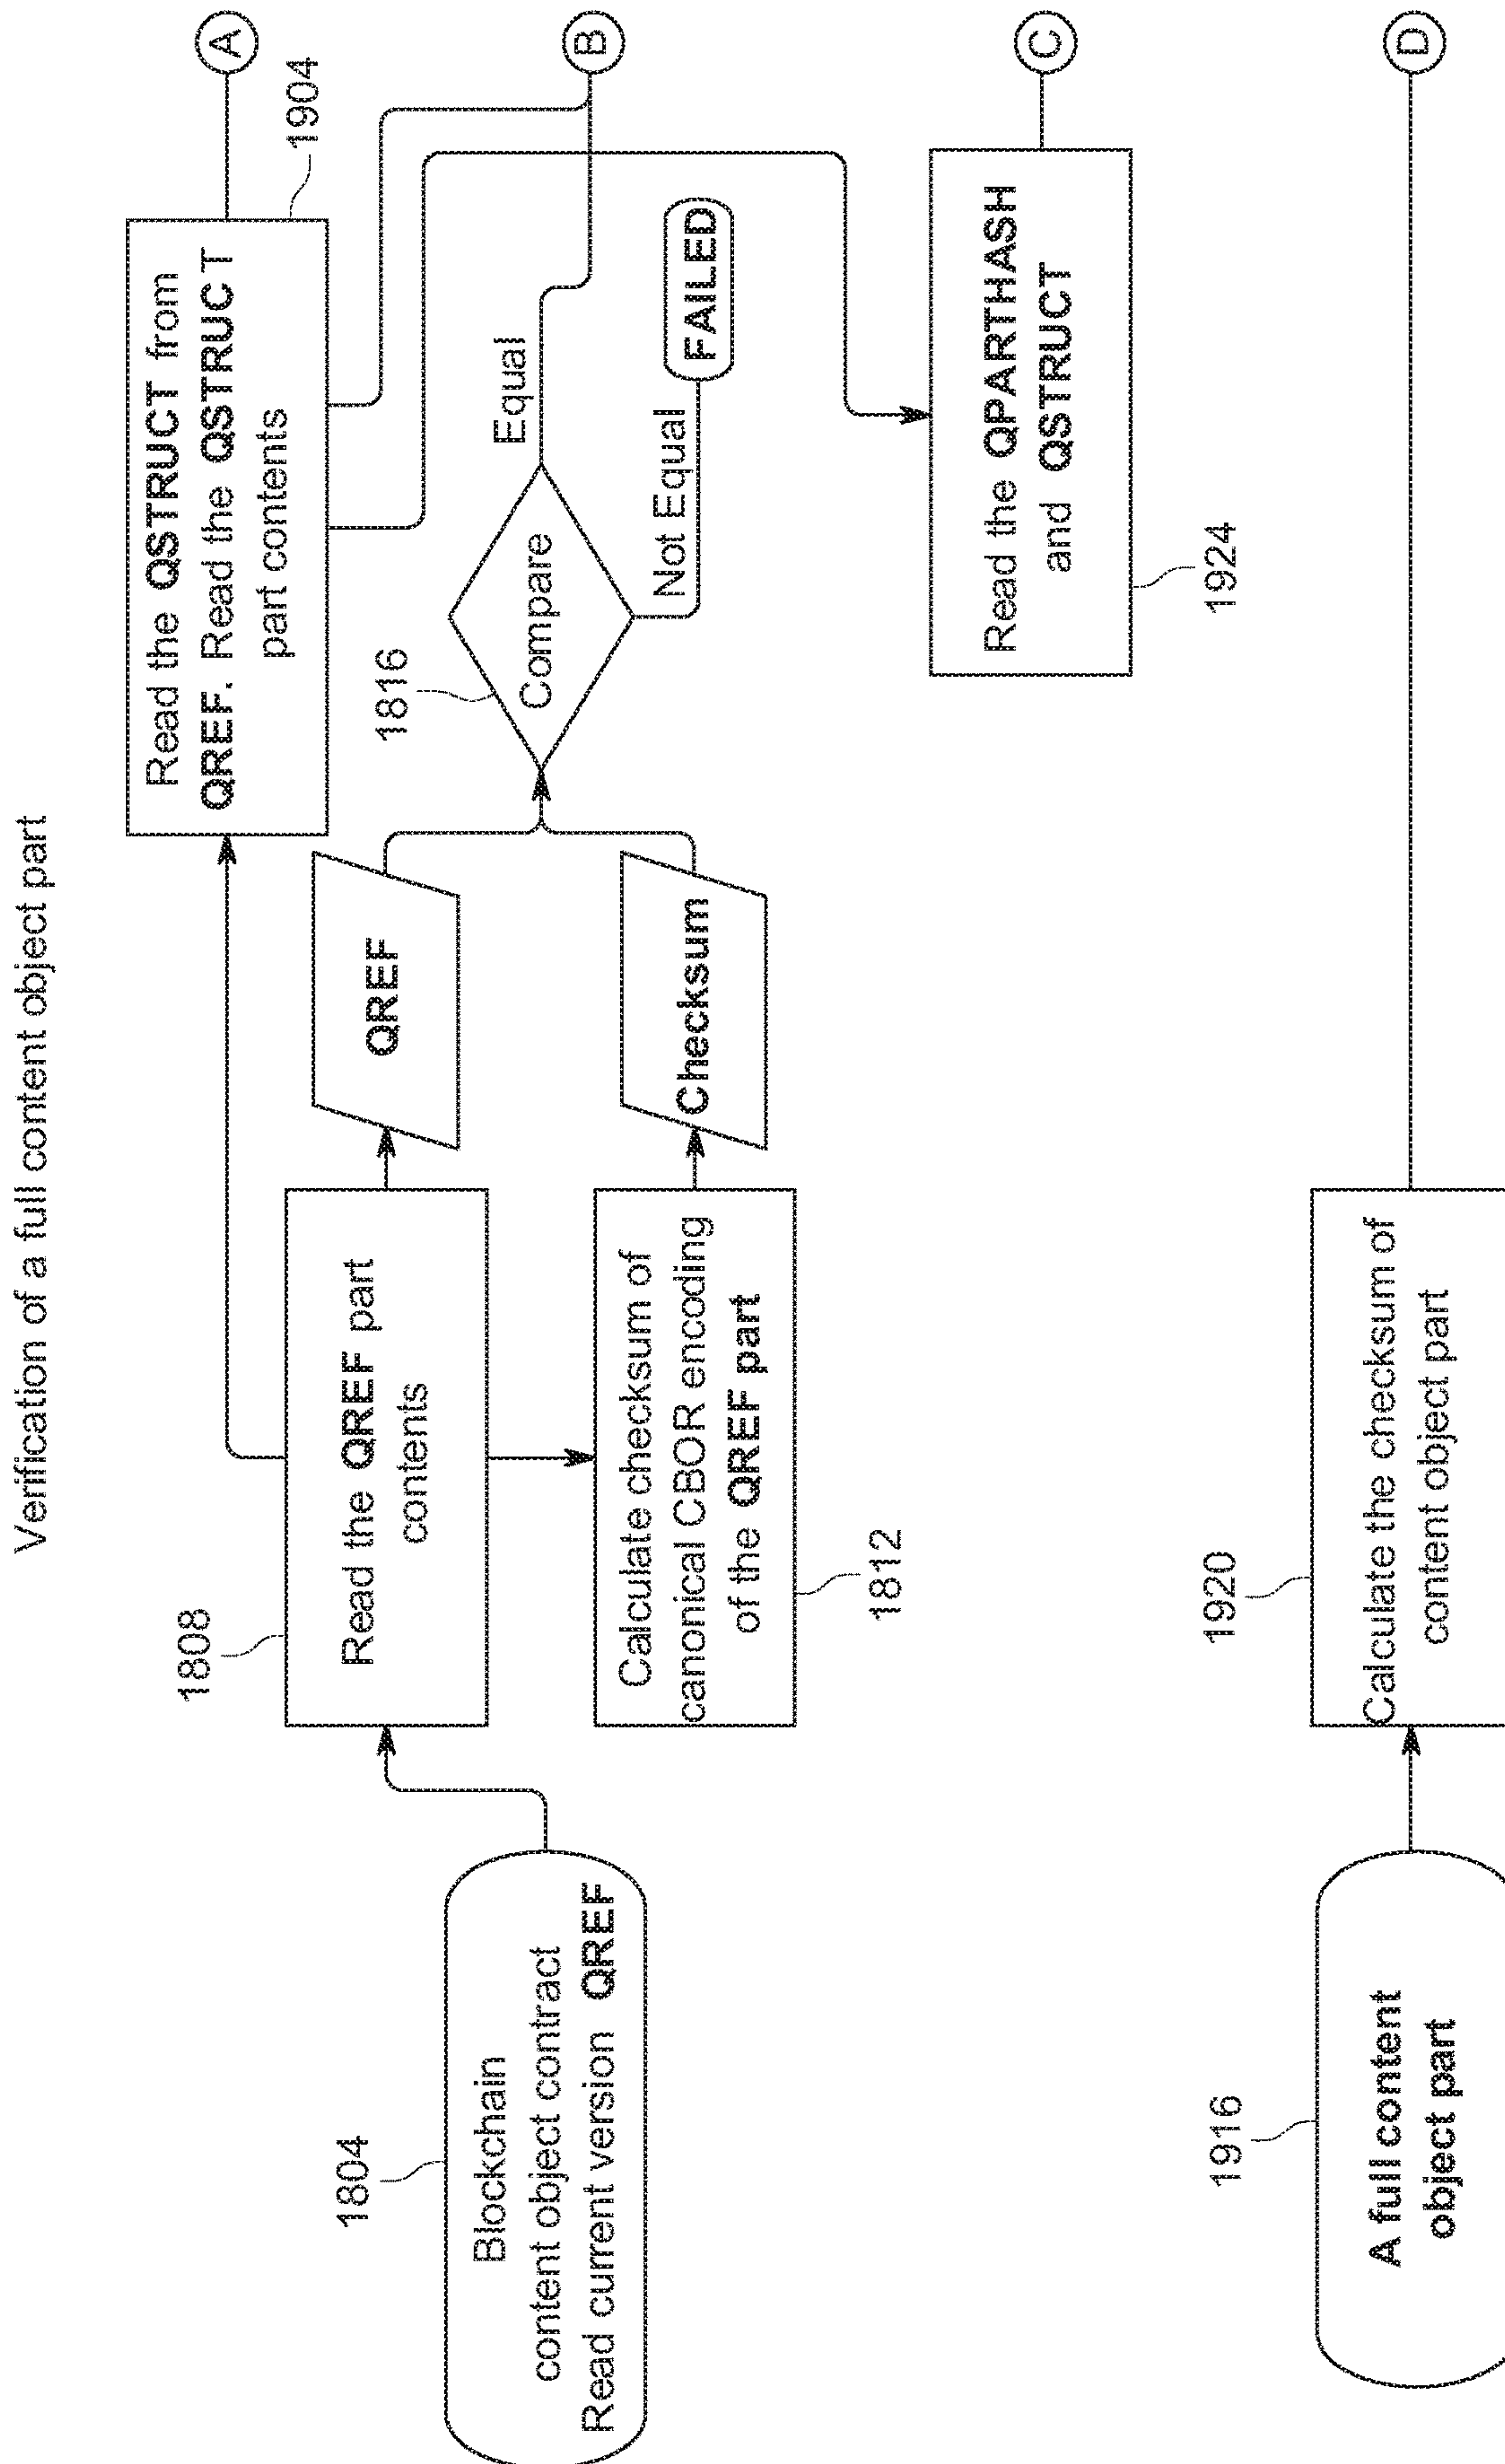 Verification of a full content object part
1804
Blockchain
content object contract
Read current version QREF
1808
Read the QREF part
contents
Calculate checksum of
canonical CBOR encoding
of the QREF part
1812
QREF
Checksum
Read the QSTRUCT from
QREF. Read the QSTRUCT
part contents
1904
1816
Compare
Equal
Not Equal
FAILED
Read the QPARTHASH
and QSTRUCT
1924
1916
A full content
object part
1920
Calculate the checksum of
content object part
A
B
C
D